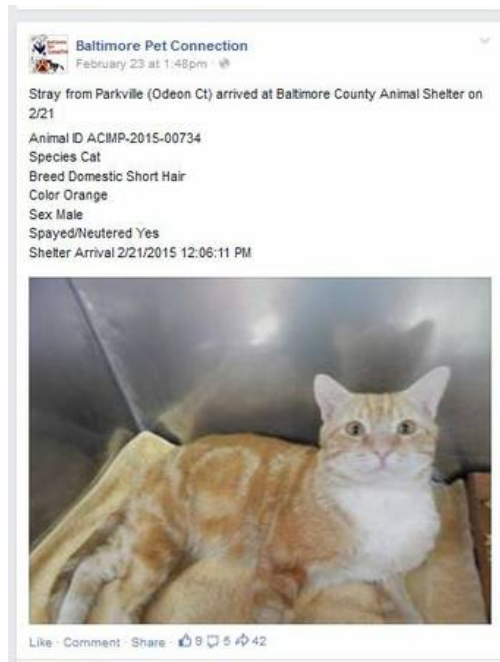 Baltimore Pet Connection
February 23 at 1:48pm ·
Stray from Parkville (Odeon Ct) arrived at Baltimore County Animal Shelter on
2/21
Animal ID ACIMP-2015-00734
Species Cat
Breed Domestic Short Hair
Color Orange
Sex Male
Spayed/Neutered Yes
Shelter Arrival 2/21/2015 12:06:11 PM
Like · Comment · Share · 9 5 42